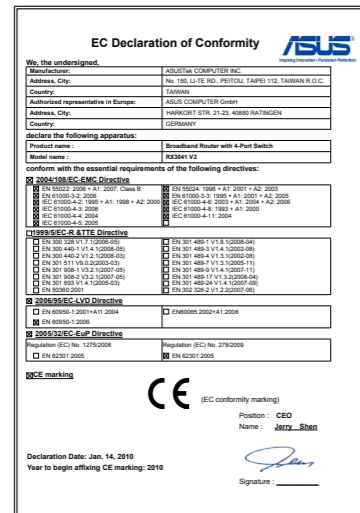 EC Declaration of Conformity
ASUS
Inspiring Innovation • Persistent Perfection
We, the undersigned,
Manufacturer: ASUSTek COMPUTER INC.
Address, City: No. 150, LI-TE RD., PEITOU, TAIPEI 112, TAIWAN R.O.C.
Country: TAIWAN
Authorized representative in Europe: ASUS COMPUTER GmbH
Address, City: HARKORT STR. 21-23, 40880 RATINGEN
Country: GERMANY
declare the following apparatus:
Product name : Broadband Router with 4-Port Switch
Model name : RX3041 V2
conform with the essential requirements of the following directives:
☒ 2004/108/EC-EMC Directive
☒ EN 55022: 2006 + A1: 2007, Class B ☒ EN 55024: 1998 + A1: 2001 + A2: 2003
☒ EN 61000-3-2: 2006 ☒ EN 61000-3-3: 1995 + A1: 2001 + A2: 2005
☒ IEC 61000-4-2: 1995 + A1: 1998 + A2: 2000 ☒ IEC 61000-4-6: 2003 + A1: 2004 + A2: 2006
☒ IEC 61000-4-3: 2006 ☒ IEC 61000-4-8: 1993 + A1: 2000
☒ IEC 61000-4-4: 2004 ☒ IEC 61000-4-11: 2004
☒ IEC 61000-4-5: 2005 ☐
☐ 1999/5/EC-R &TTE Directive
☐ EN 300 328 V1.7.1(2006-05) ☐ EN 301 489-1 V1.8.1(2008-04)
☐ EN 300 440-1 V1.4.1(2008-05) ☐ EN 301 489-3 V1.4.1(2002-08)
☐ EN 300 440-2 V1.2.1(2008-03) ☐ EN 301 489-4 V1.3.1(2002-08)
☐ EN 301 511 V9.0.2(2003-03) ☐ EN 301 489-7 V1.3.1(2005-11)
☐ EN 301 908-1 V3.2.1(2007-05) ☐ EN 301 489-9 V1.4.1(2007-11)
☐ EN 301 908-2 V3.2.1(2007-05) ☐ EN 301 489-17 V1.3.2(2008-04)
☐ EN 301 893 V1.4.1(2005-03) ☐ EN 301 489-24 V1.4.1(2007-09)
☐ EN 50360:2001 ☐ EN 302 326-2 V1.2.2(2007-06)
☒ 2006/95/EC-LVD Directive
☐ EN 60950-1:2001+A11:2004 ☐ EN60065:2002+A1:2006
☒ EN 60950-1:2006
☒ 2005/32/EC-EuP Directive
Regulation (EC) No. 1275/2008 Regulation (EC) No. 278/2009
☐ EN 62301:2005 ☒ EN 62301:2005
☒ CE marking
CE (EC conformity marking)
Position : CEO
Name : Jerry Shen
Declaration Date: Jan. 14, 2010
Year to begin affixing CE marking: 2010
Signature :